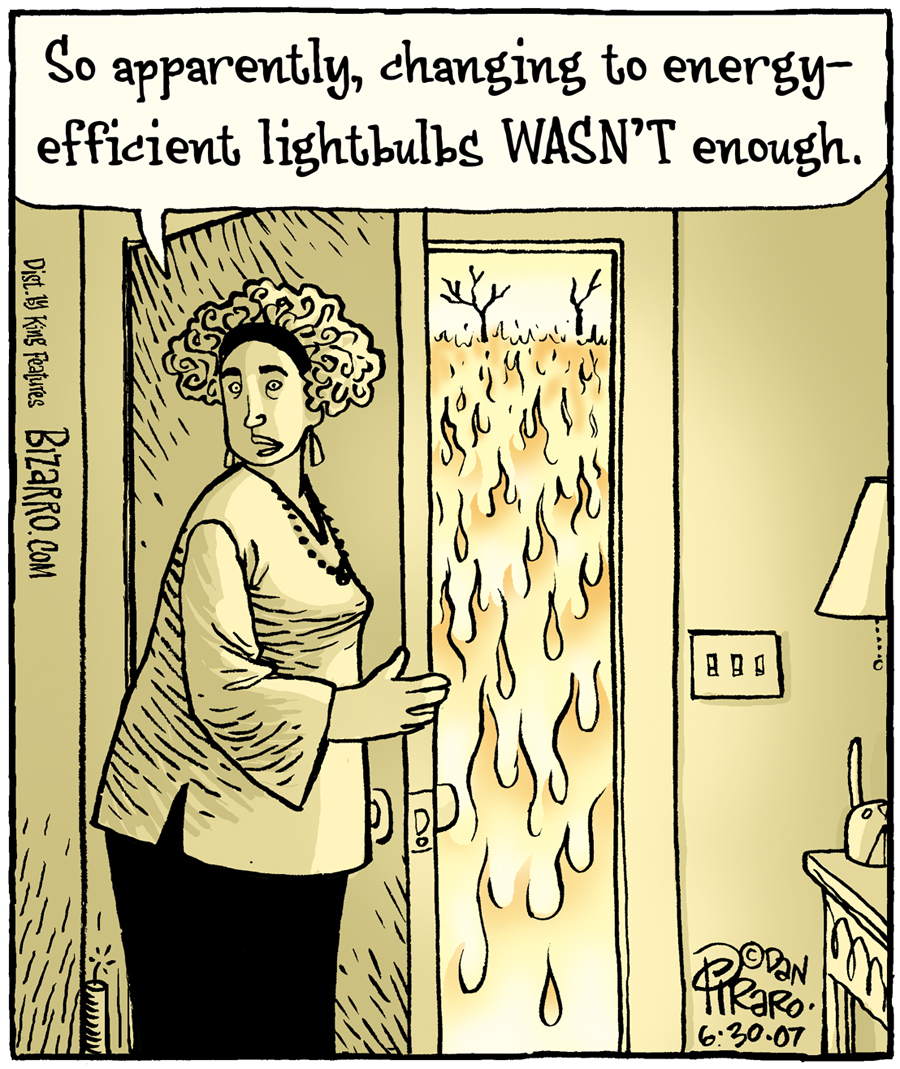 So apparently, changing to energy-
efficient lightbulbs WASN'T enough.
Dist. by King Features BIZARRO.COM
© DAN
PIRARO.
6·30·07